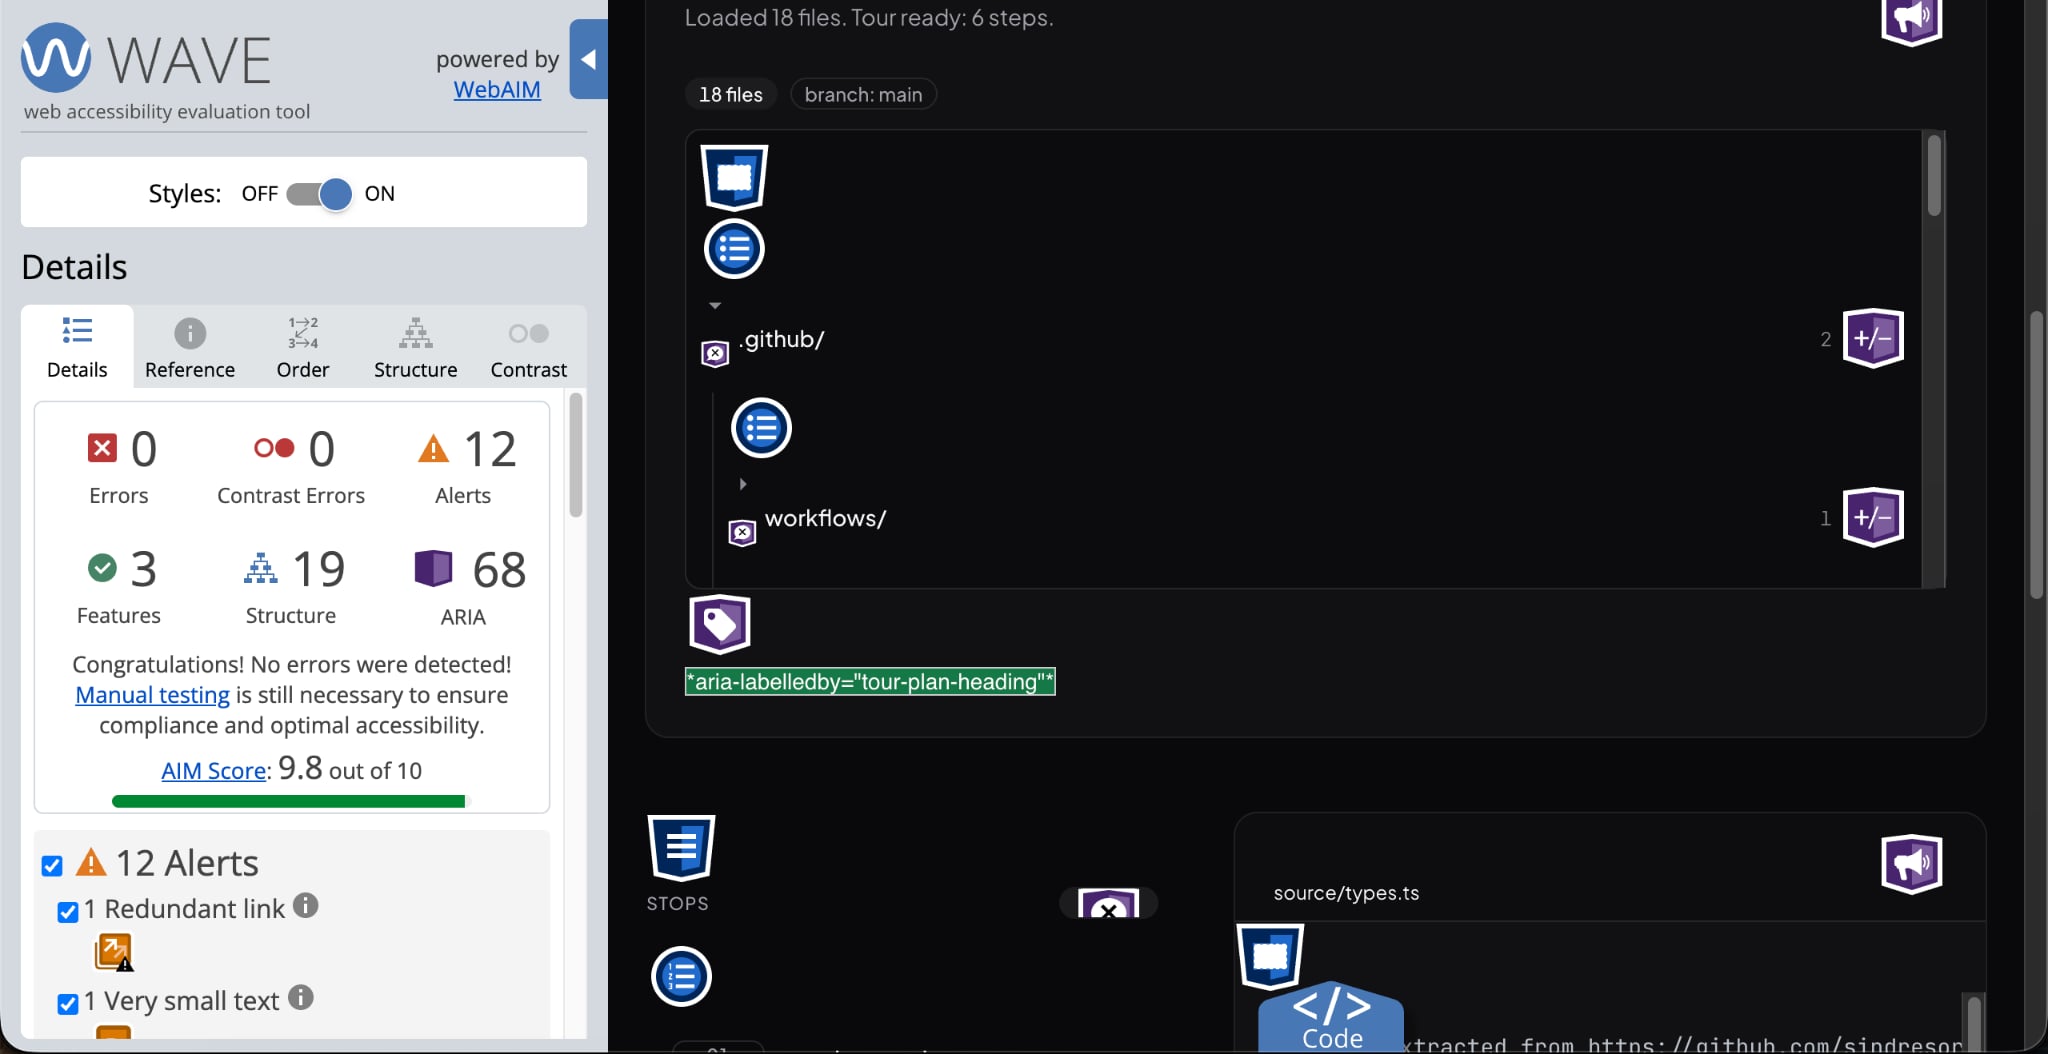 WAVE
powered by
WebAIM
web accessibility evaluation tool
Styles: OFF ON
Details
Details
Reference
1→2
3→4
Order
Structure
Contrast
0
Errors
0
Contrast Errors
12
Alerts
3
Features
19
Structure
68
ARIA
Congratulations! No errors were detected!
Manual testing is still necessary to ensure
compliance and optimal accessibility.
AIM Score: 9.8 out of 10
12 Alerts
1 Redundant link
1 Very small text
Loaded 18 files. Tour ready: 6 steps.
18 files
branch: main
.github/
2
+/−
workflows/
1
+/−
*aria-labelledby="tour-plan-heading"*
STOPS
source/types.ts
</>
Code
xtracted from https://github.com/sindresor